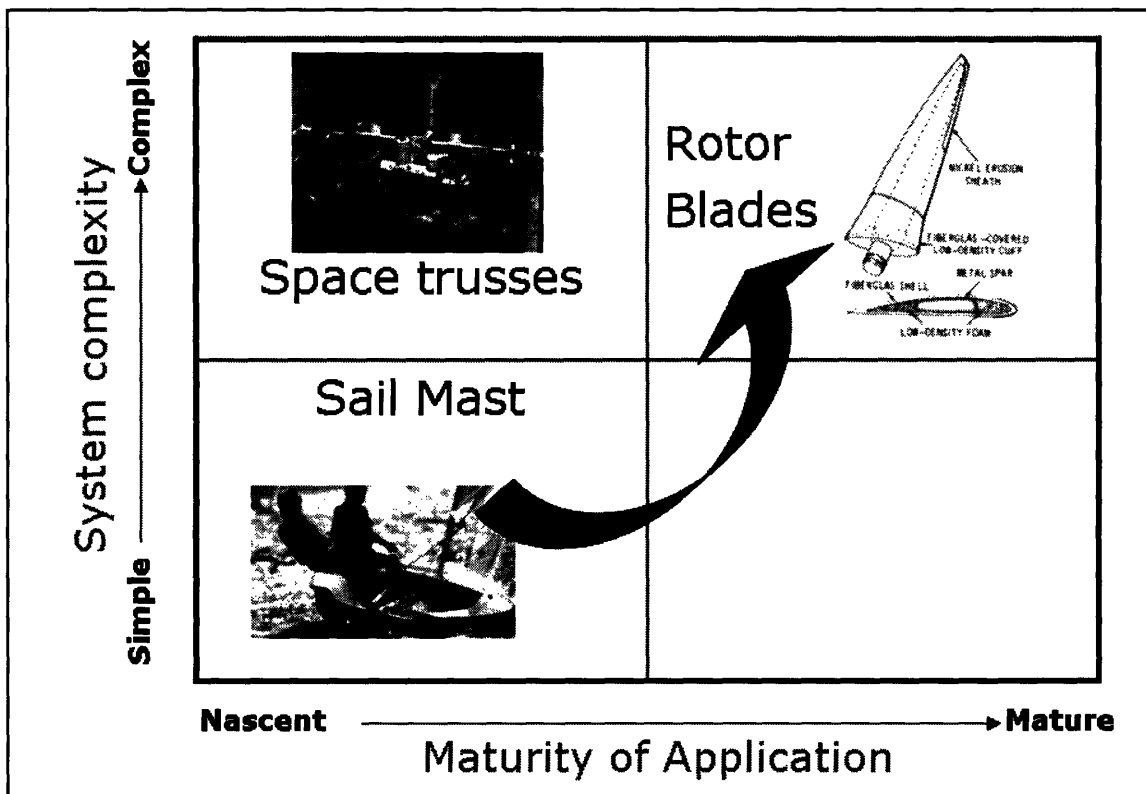 System complexity
Simple
Complex
Space trusses
Rotor
Blades
NICKEL EROSION
SHEATH
FIBERGLAS-COVERED
LOW-DENSITY CUFF
METAL SPAR
FIBERGLAS SHELL
LOW-DENSITY FOAM
Sail Mast
Nascent
Mature
Maturity of Application